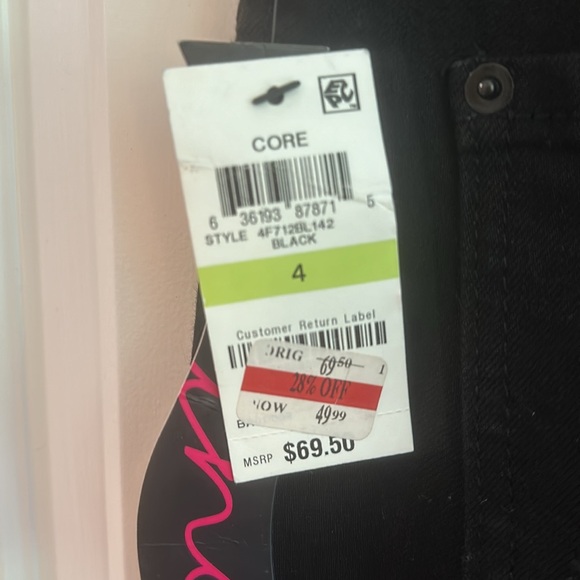 CORE
6 36193 87871 5
STYLE 4F712BL142
BLACK
4
Customer Return Label
ORIG 69.50 1
28% OFF
NOW 49.99
MSRP $69.50